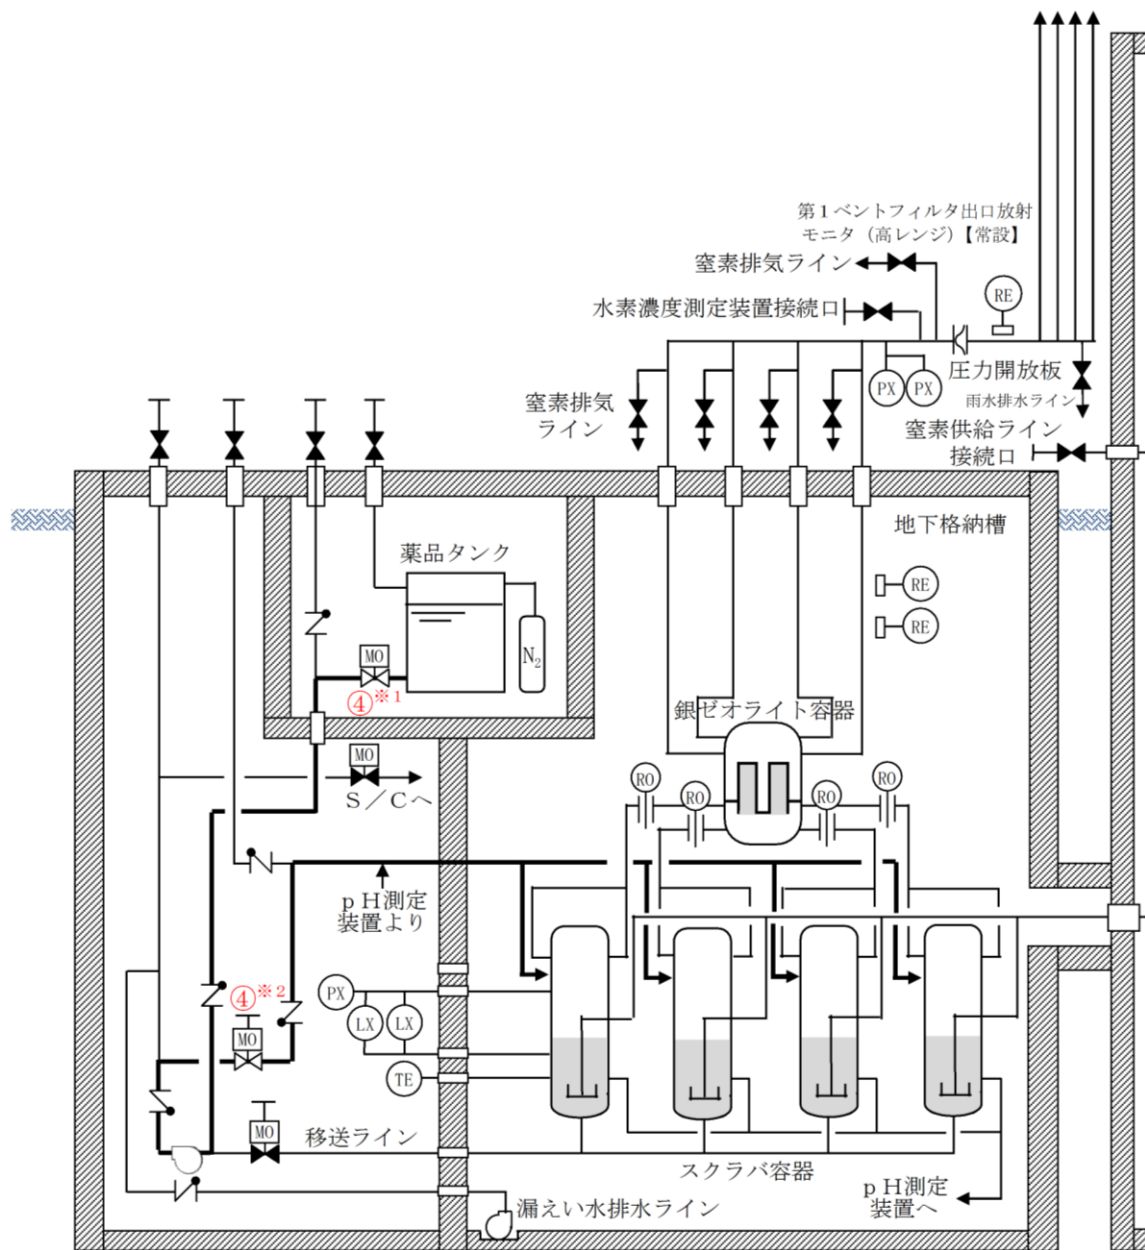 第１ベントフィルタ出口放射
モニタ（高レンジ）【常設】
窒素排気ライン
RE
水素濃度測定装置接続口
圧力開放板
PX
PX
雨水排水ライン
窒素排気
ライン
窒素供給ライン
接続口
地下格納槽
薬品タンク
RE
RE
N₂
MO
④※１
銀ゼオライト容器
MO
Ｓ／Ｃへ
RO
RO
RO
RO
ｐＨ測定
装置より
④※２
PX
LX
LX
MO
TE
MO
移送ライン
スクラバ容器
ｐＨ測定
装置へ
漏えい水排水ライン